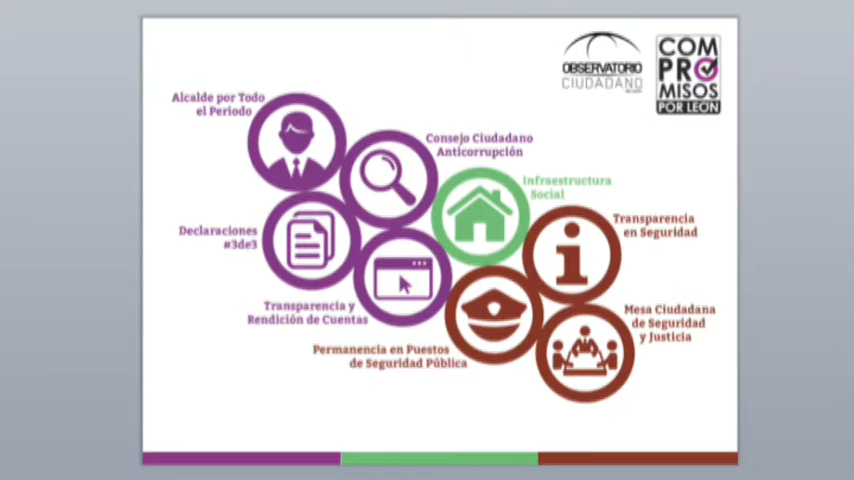 OBSERVATORIO
CIUDADANO
COM
PRO
MISOS
POR LEÓN
Alcalde por Todo
el Periodo
Consejo Ciudadano
Anticorrupción
Infraestructura
Social
Transparencia
en Seguridad
Declaraciones
#3de3
Transparencia y
Rendición de Cuentas
Mesa Ciudadana
de Seguridad
y Justicia
Permanencia en Puestos
de Seguridad Pública